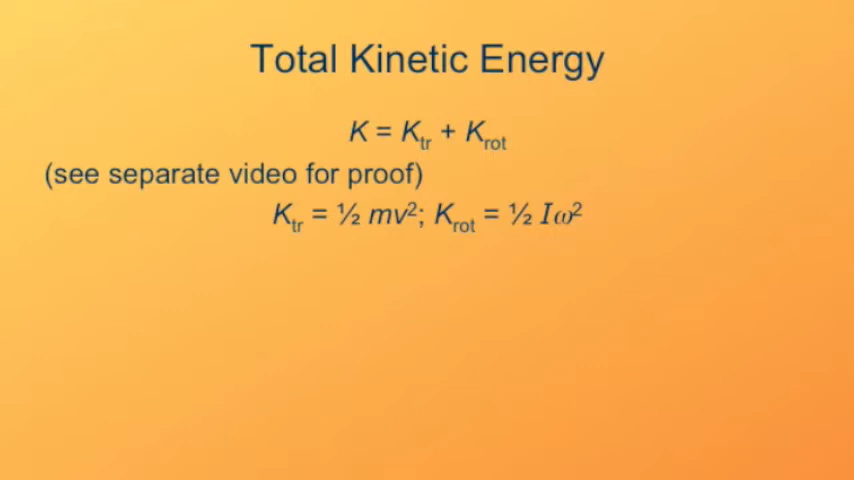 Total Kinetic Energy
K = Ktr + Krot
(see separate video for proof)
Ktr = ½ mv²; Krot = ½ Iω²